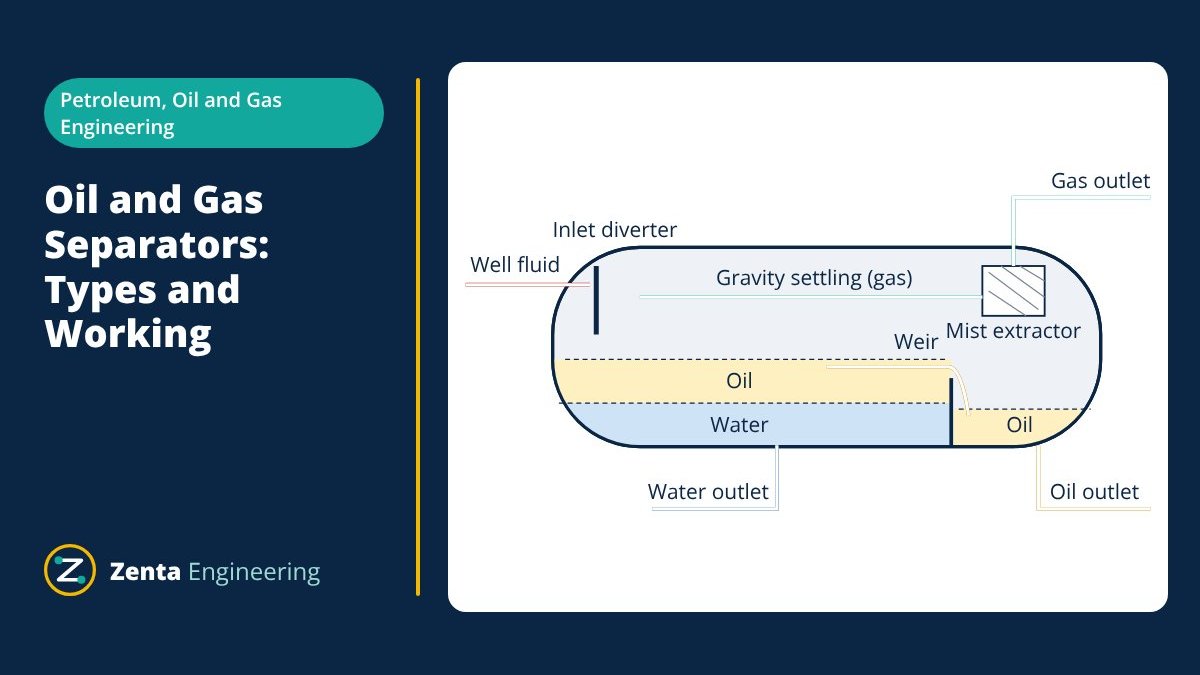 Petroleum, Oil and Gas
Engineering
Oil and Gas
Separators:
Types and
Working
Zenta Engineering
Gas outlet
Inlet diverter
Well fluid
Gravity settling (gas)
Mist extractor
Weir
Oil
Water
Oil
Water outlet
Oil outlet